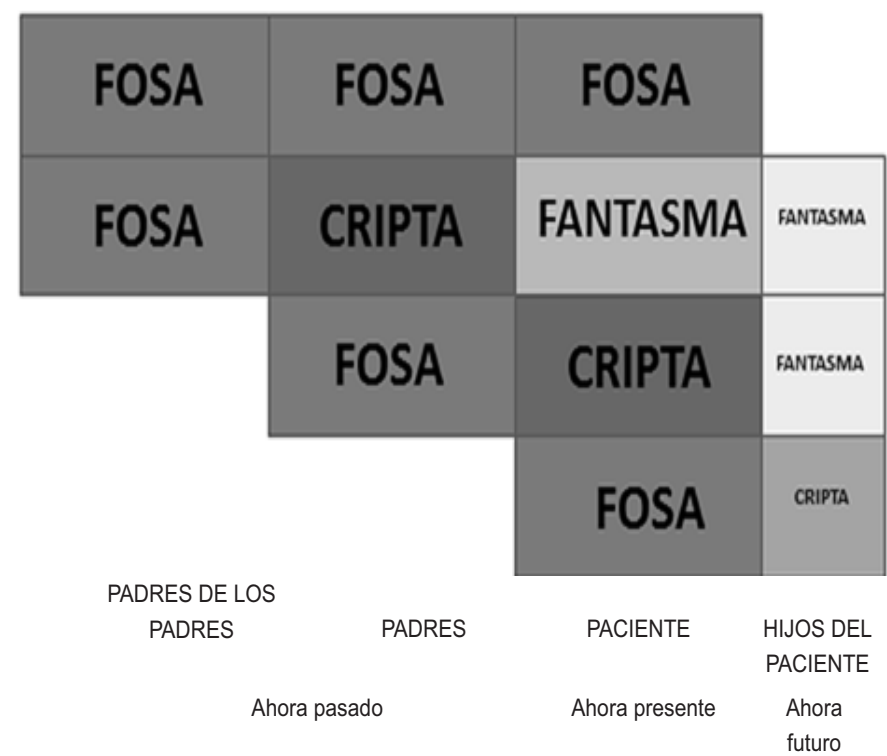 FOSA FOSA FOSA
FOSA CRIPTA FANTASMA FANTASMA
FOSA CRIPTA FANTASMA
FOSA CRIPTA
PADRES DE LOS
PADRES PADRES PACIENTE HIJOS DEL
PACIENTE
Ahora pasado Ahora presente Ahora
futuro